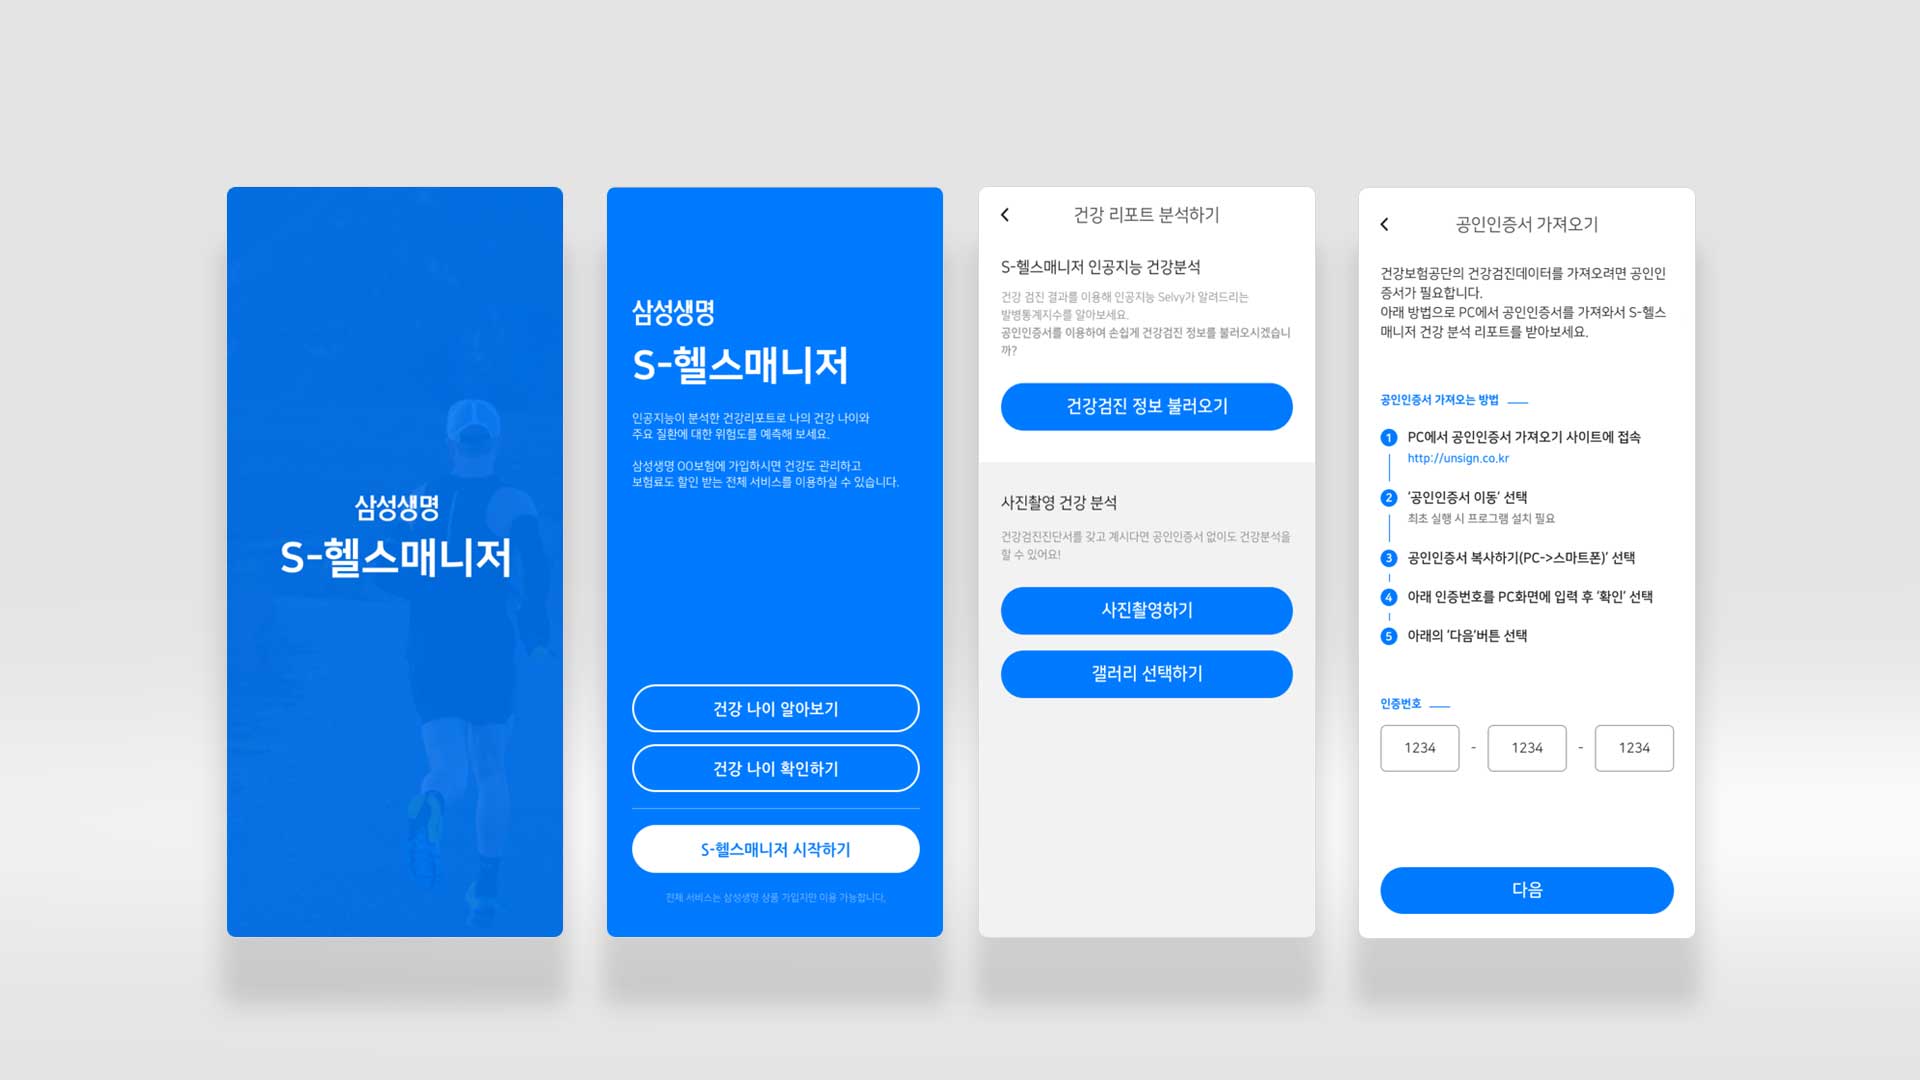 삼성생명
S-헬스매니저
삼성생명
S-헬스매니저
인공지능이 분석한 건강리포트로 나의 건강 나이와
주요 질환에 대한 위험도를 예측해 보세요.
삼성생명 OO보험에 가입하시면 건강도 관리하고
보험료도 할인 받는 전체 서비스를 이용하실 수 있습니다.
건강 나이 알아보기
건강 나이 확인하기
S-헬스매니저 시작하기
전체 서비스는 삼성생명 상품 가입자만 이용 가능합니다.
건강 리포트 분석하기
S-헬스매니저 인공지능 건강분석
건강 검진 결과를 이용해 인공지능 Selvy가 알려드리는
발병통계지수를 알아보세요.
공인인증서를 이용하여 손쉽게 건강검진 정보를 불러오시겠습니
까?
건강검진 정보 불러오기
사진촬영 건강 분석
건강검진진단서를 갖고 계시다면 공인인증서 없이도 건강분석을
할 수 있어요!
사진촬영하기
갤러리 선택하기
공인인증서 가져오기
건강보험공단의 건강검진데이터를 가져오려면 공인인
증서가 필요합니다.
아래 방법으로 PC에서 공인인증서를 가져와서 S-헬스
매니저 건강 분석 리포트를 받아보세요.
공인인증서 가져오는 방법
1 PC에서 공인인증서 가져오기 사이트에 접속
http://unsign.co.kr
2 '공인인증서 이동' 선택
최초 실행 시 프로그램 설치 필요
3 공인인증서 복사하기(PC->스마트폰)' 선택
4 아래 인증번호를 PC화면에 입력 후 '확인' 선택
5 아래의 '다음'버튼 선택
인증번호
1234 - 1234 - 1234
다음